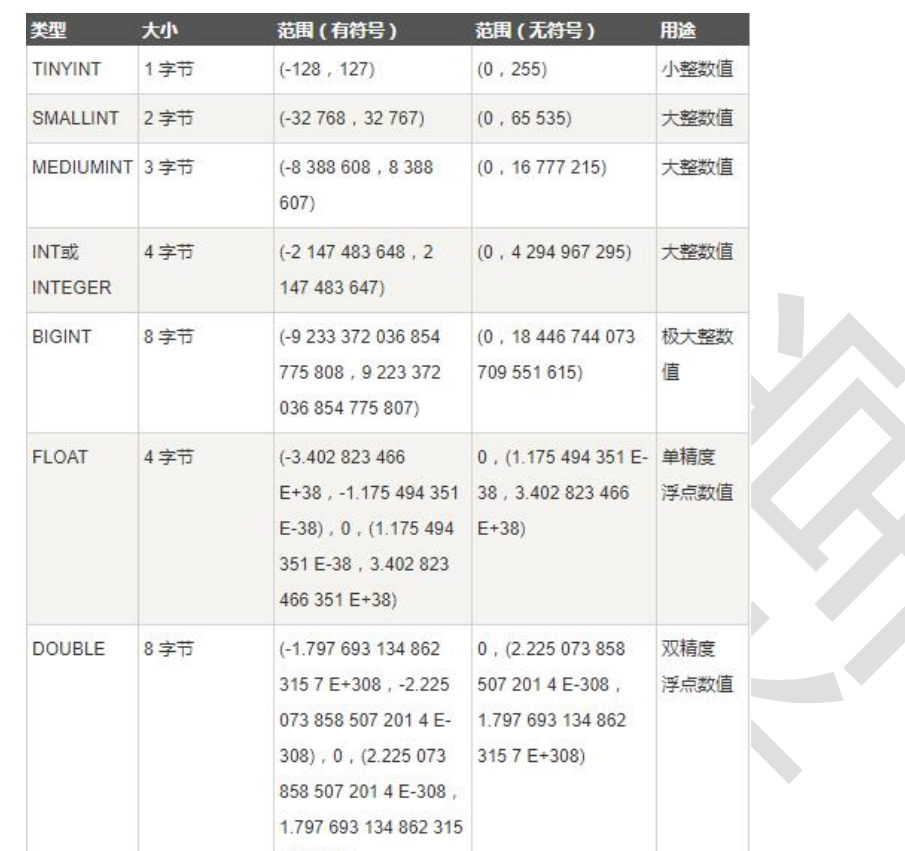 类型 大小 范围（有符号） 范围（无符号） 用途
TINYINT 1 字节 (-128，127) (0，255) 小整数值
SMALLINT 2 字节 (-32 768，32 767) (0，65 535) 大整数值
MEDIUMINT 3 字节 (-8 388 608，8 388 (0，16 777 215) 大整数值
607)
INT或 4 字节 (-2 147 483 648，2 (0，4 294 967 295) 大整数值
INTEGER 147 483 647)
BIGINT 8 字节 (-9 233 372 036 854 (0，18 446 744 073 极大整数
775 808，9 223 372 709 551 615) 值
036 854 775 807)
FLOAT 4 字节 (-3.402 823 466 0，(1.175 494 351 E- 单精度
E+38，-1.175 494 351 38，3.402 823 466 浮点数值
E-38)，0，(1.175 494 E+38)
351 E-38，3.402 823
466 351 E+38)
DOUBLE 8 字节 (-1.797 693 134 862 0，(2.225 073 858 双精度
315 7 E+308，-2.225 507 201 4 E-308， 浮点数值
073 858 507 201 4 E- 1.797 693 134 862
308)，0，(2.225 073 315 7 E+308)
858 507 201 4 E-308，
1.797 693 134 862 315